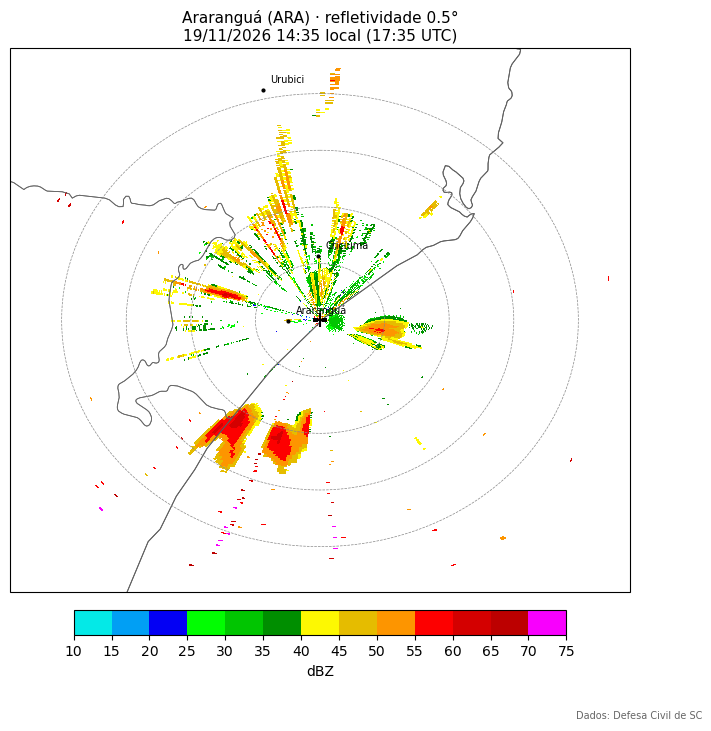 Araranguá (ARA) · refletividade 0.5°
19/11/2026 14:35 local (17:35 UTC)
Urubici
Criciúma
Araranguá
10 15 20 25 30 35 40 45 50 55 60 65 70 75
dBZ
Dados: Defesa Civil de SC